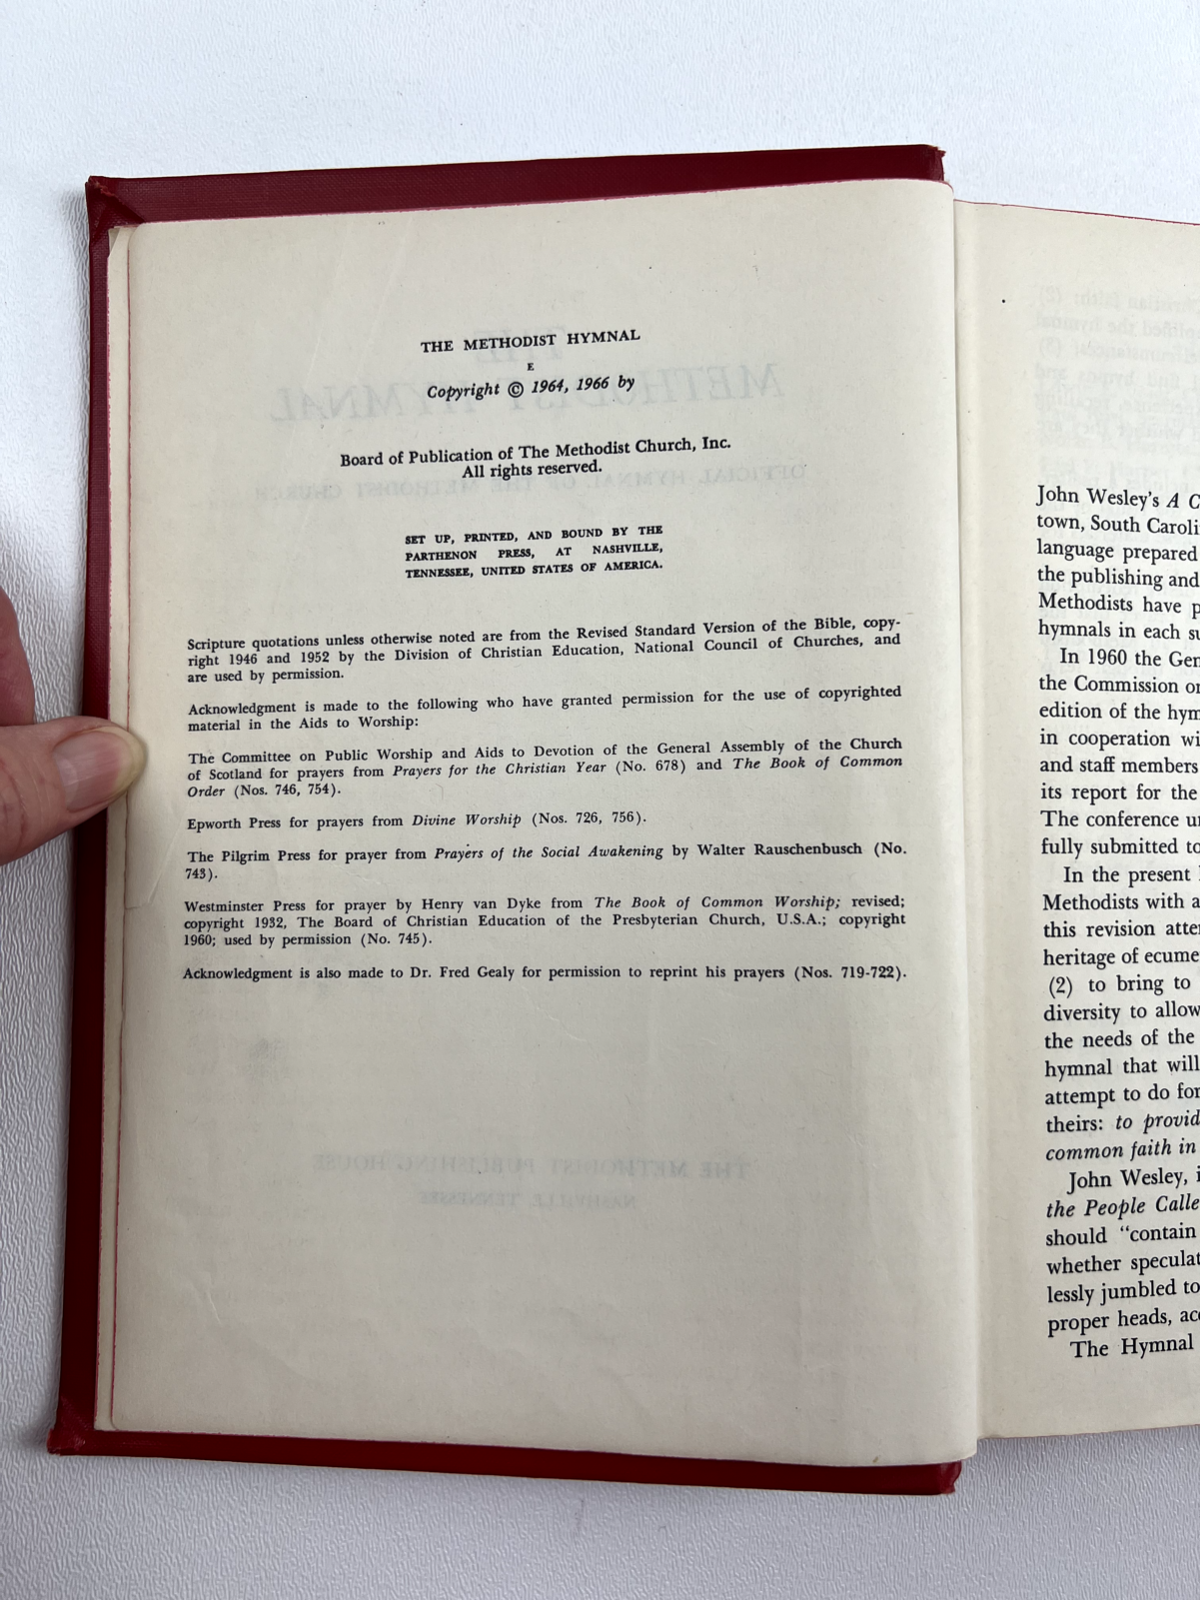 THE METHODIST HYMNAL
E
Copyright © 1964, 1966 by
Board of Publication of The Methodist Church, Inc.
All rights reserved.
SET UP, PRINTED, AND BOUND BY THE
PARTHENON PRESS, AT NASHVILLE,
TENNESSEE, UNITED STATES OF AMERICA.
Scripture quotations unless otherwise noted are from the Revised Standard Version of the Bible, copy-
right 1946 and 1952 by the Division of Christian Education, National Council of Churches, and
are used by permission.
Acknowledgment is made to the following who have granted permission for the use of copyrighted
material in the Aids to Worship:
The Committee on Public Worship and Aids to Devotion of the General Assembly of the Church
of Scotland for prayers from Prayers for the Christian Year (No. 678) and The Book of Common
Order (Nos. 746, 754).
Epworth Press for prayers from Divine Worship (Nos. 726, 756).
The Pilgrim Press for prayer from Prayers of the Social Awakening by Walter Rauschenbusch (No.
743).
Westminster Press for prayer by Henry van Dyke from The Book of Common Worship; revised;
copyright 1932, The Board of Christian Education of the Presbyterian Church, U.S.A.; copyright
1960; used by permission (No. 745).
Acknowledgment is also made to Dr. Fred Gealy for permission to reprint his prayers (Nos. 719-722).
John Wesley's A C
town, South Caroli
language prepared
the publishing and
Methodists have p
hymnals in each su
In 1960 the Gen
the Commission on
edition of the hym
in cooperation wi
and staff members
its report for the
The conference un
fully submitted to
In the present
Methodists with a
this revision atte
heritage of ecume
(2) to bring to
diversity to allow
the needs of the
hymnal that will
attempt to do for
theirs: to provid
common faith in
John Wesley, i
the People Calle
should "contain
whether speculat
lessly jumbled to
proper heads, acc
The Hymnal